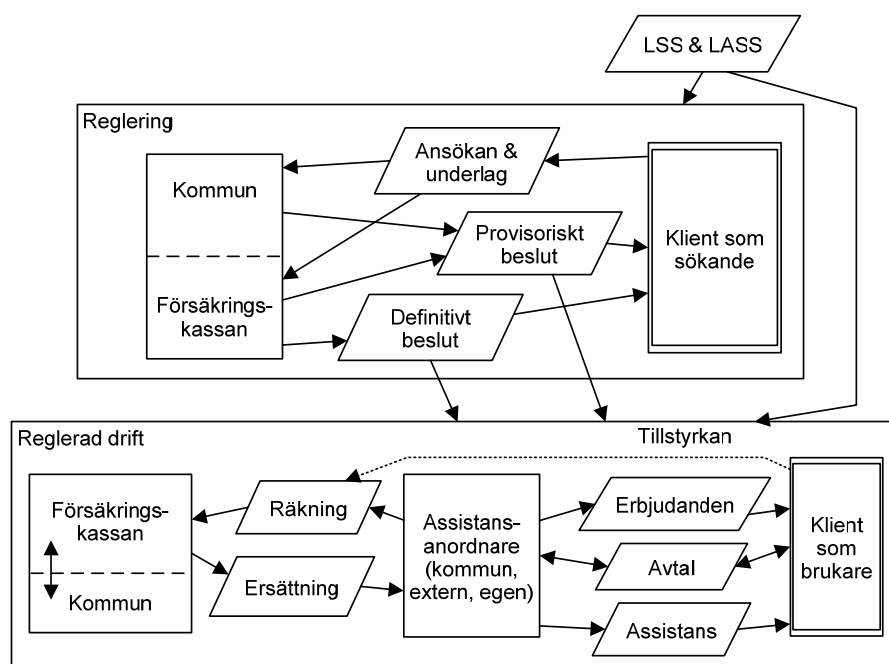 LSS & LASS
Reglering
Ansökan &
underlag
Kommun
Provisoriskt
beslut
Klient som
sökande
Försäkrings-
kassan
Definitivt
beslut
Reglerad drift
Tillstyrkan
Försäkrings-
kassan
Kommun
Räkning
Ersättning
Assistans-
anordnare
(kommun,
extern, egen)
Erbjudanden
Avtal
Assistans
Klient
som
brukare